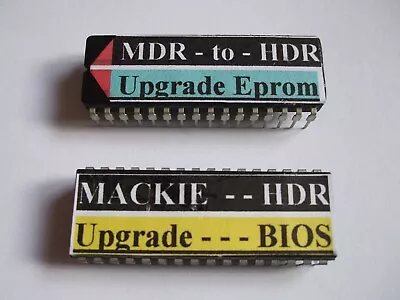 MDR - to - HDR
Upgrade Eprom
MACKIE - - HDR
Upgrade - - - BIOS